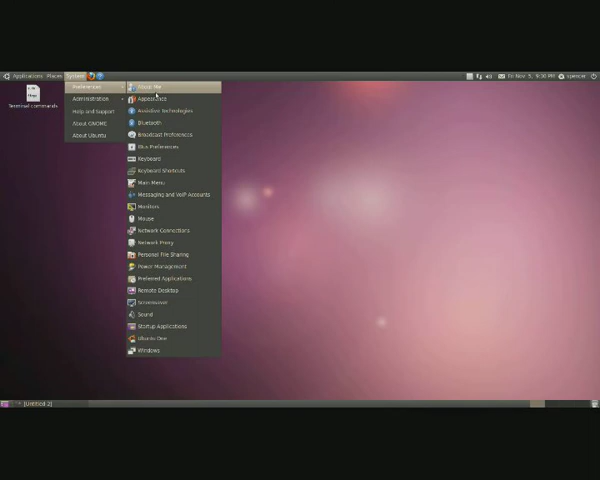 Applications Places System
Fri Nov 5, 9:30 PM spencer
Preferences
Administration
Help and Support
About GNOME
About Ubuntu
About Me
Appearance
Assistive Technologies
Bluetooth
Broadcast Preferences
IBus Preferences
Keyboard
Keyboard Shortcuts
Main Menu
Messaging and VoIP Accounts
Monitors
Mouse
Network Connections
Network Proxy
Personal File Sharing
Power Management
Preferred Applications
Remote Desktop
Screensaver
Sound
Startup Applications
Ubuntu One
Windows
Terminal commands
[Untitled 2]